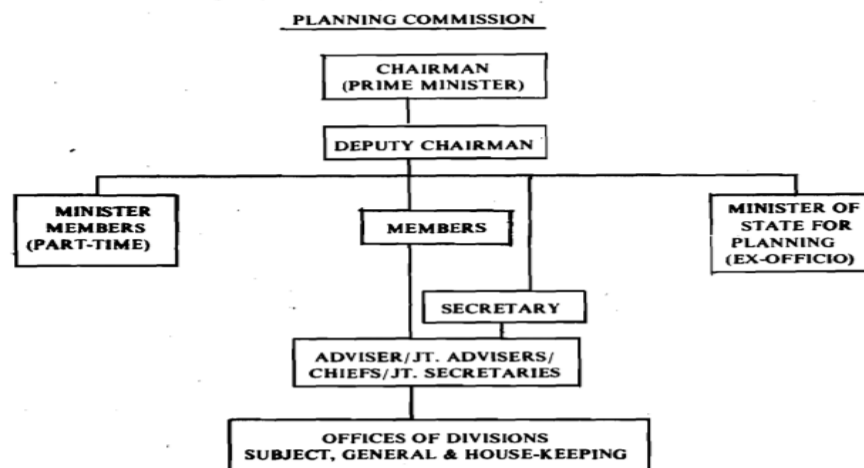 PLANNING COMMISSION
CHAIRMAN
(PRIME MINISTER)
DEPUTY CHAIRMAN
MINISTER
MEMBERS
(PART-TIME)
MEMBERS
MINISTER OF
STATE FOR
PLANNING
(EX-OFFICIO)
SECRETARY
ADVISER/JT. ADVISERS/
CHIEFS/JT. SECRETARIES
OFFICES OF DIVISIONS
SUBJECT, GENERAL & HOUSE-KEEPING